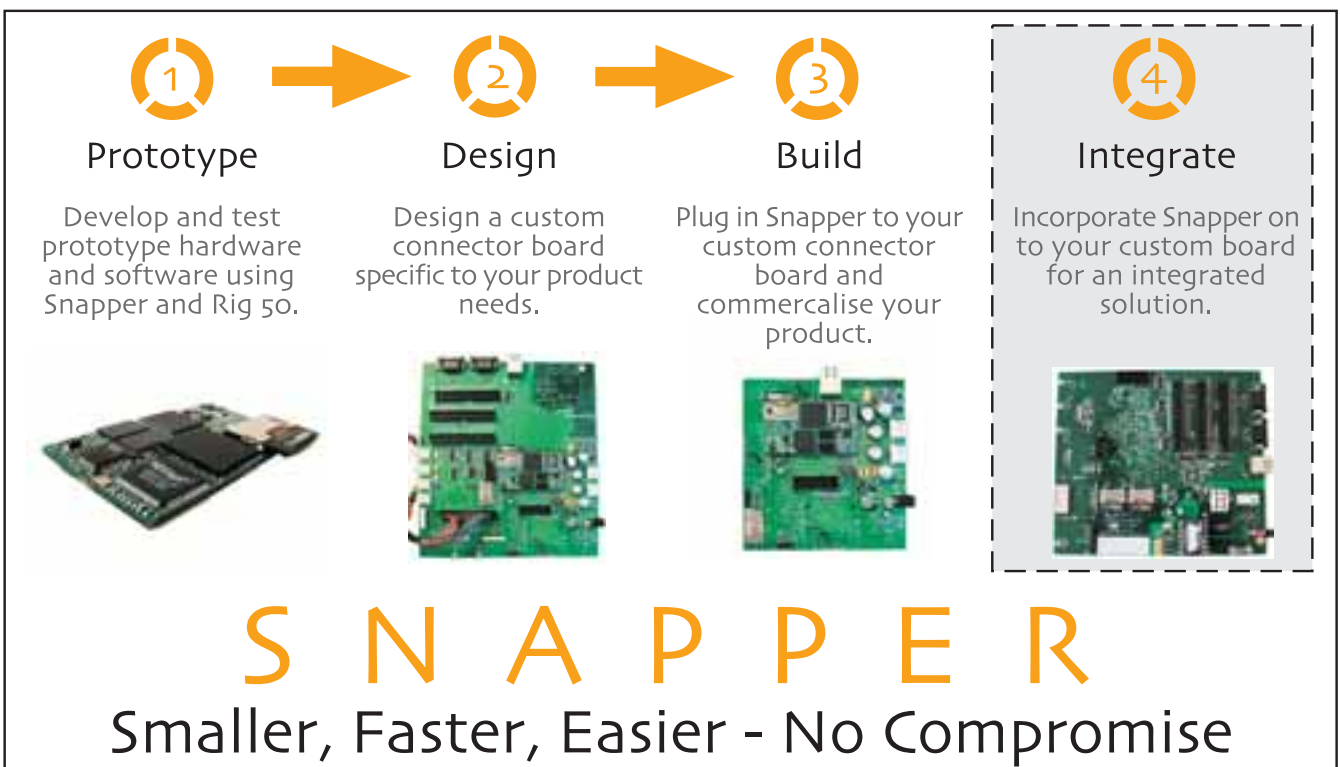 1
Prototype
Develop and test
prototype hardware
and software using
Snapper and Rig 50.
2
Design
Design a custom
connector board
specific to your product
needs.
3
Build
Plug in Snapper to your
custom connector
board and
commercalise your
product.
4
Integrate
Incorporate Snapper on
to your custom board
for an integrated
solution.
S N A P P E R
Smaller, Faster, Easier - No Compromise